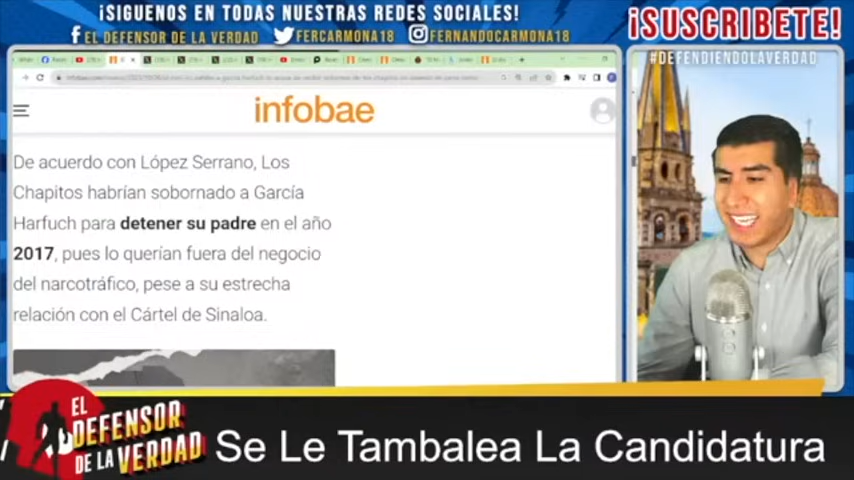 ¡SIGUENOS EN TODAS NUESTRAS REDES SOCIALES!
EL DEFENSOR DE LA VERDAD FERCARMONA18 FERNANDOCARMONA18
¡SUSCRIBETE!
#DEFENDIENDOLAVERDAD
infobae
De acuerdo con López Serrano, Los
Chapitos habrían sobornado a García
Harfuch para detener su padre en el año
2017, pues lo querían fuera del negocio
del narcotráfico, pese a su estrecha
relación con el Cártel de Sinaloa.
EL
DEFENSOR
DE LA VERDAD
Se Le Tambalea La Candidatura